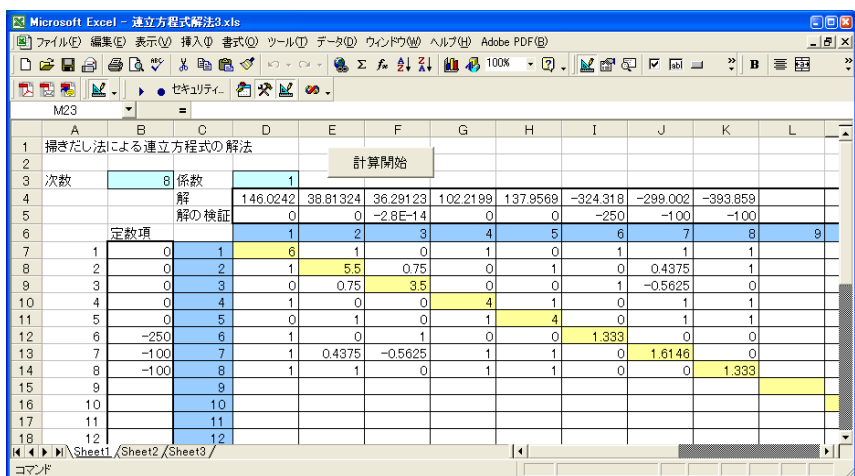 Microsoft Excel - 連立方程式解法3.xls
ファイル(F) 編集(E) 表示(V) 挿入(I) 書式(O) ツール(T) データ(D) ウィンドウ(W) ヘルプ(H) Adobe PDF(B)
100% B
セキュリティ...
M23 =
A B C D E F G H I J K L
1 掃きだし法による連立方程式の解法
2 計算開始
3 次数 8 係数 1
4 解 146.0242 38.81324 36.29123 102.2199 137.9569 -324.318 -299.002 -393.859
5 解の検証 0 0 -2.8E-14 0 0 -250 -100 -100
6 定数項 1 2 3 4 5 6 7 8 9
7 1 0 1 6 1 0 1 0 1 1 1
8 2 0 2 1 5.5 0.75 0 1 0 0.4375 1
9 3 0 3 0 0.75 3.5 0 0 1 -0.5625 0
10 4 0 4 1 0 0 4 1 0 1 1
11 5 0 5 0 1 0 1 4 0 1 1
12 6 -250 6 1 0 1 0 0 1.333 0 0
13 7 -100 7 1 0.4375 -0.5625 1 1 0 1.6146 0
14 8 -100 8 1 1 0 1 1 0 0 1.333
15 9 9
16 10 10
17 11 11
18 12 12
Sheet1 Sheet2 Sheet3
コマンド